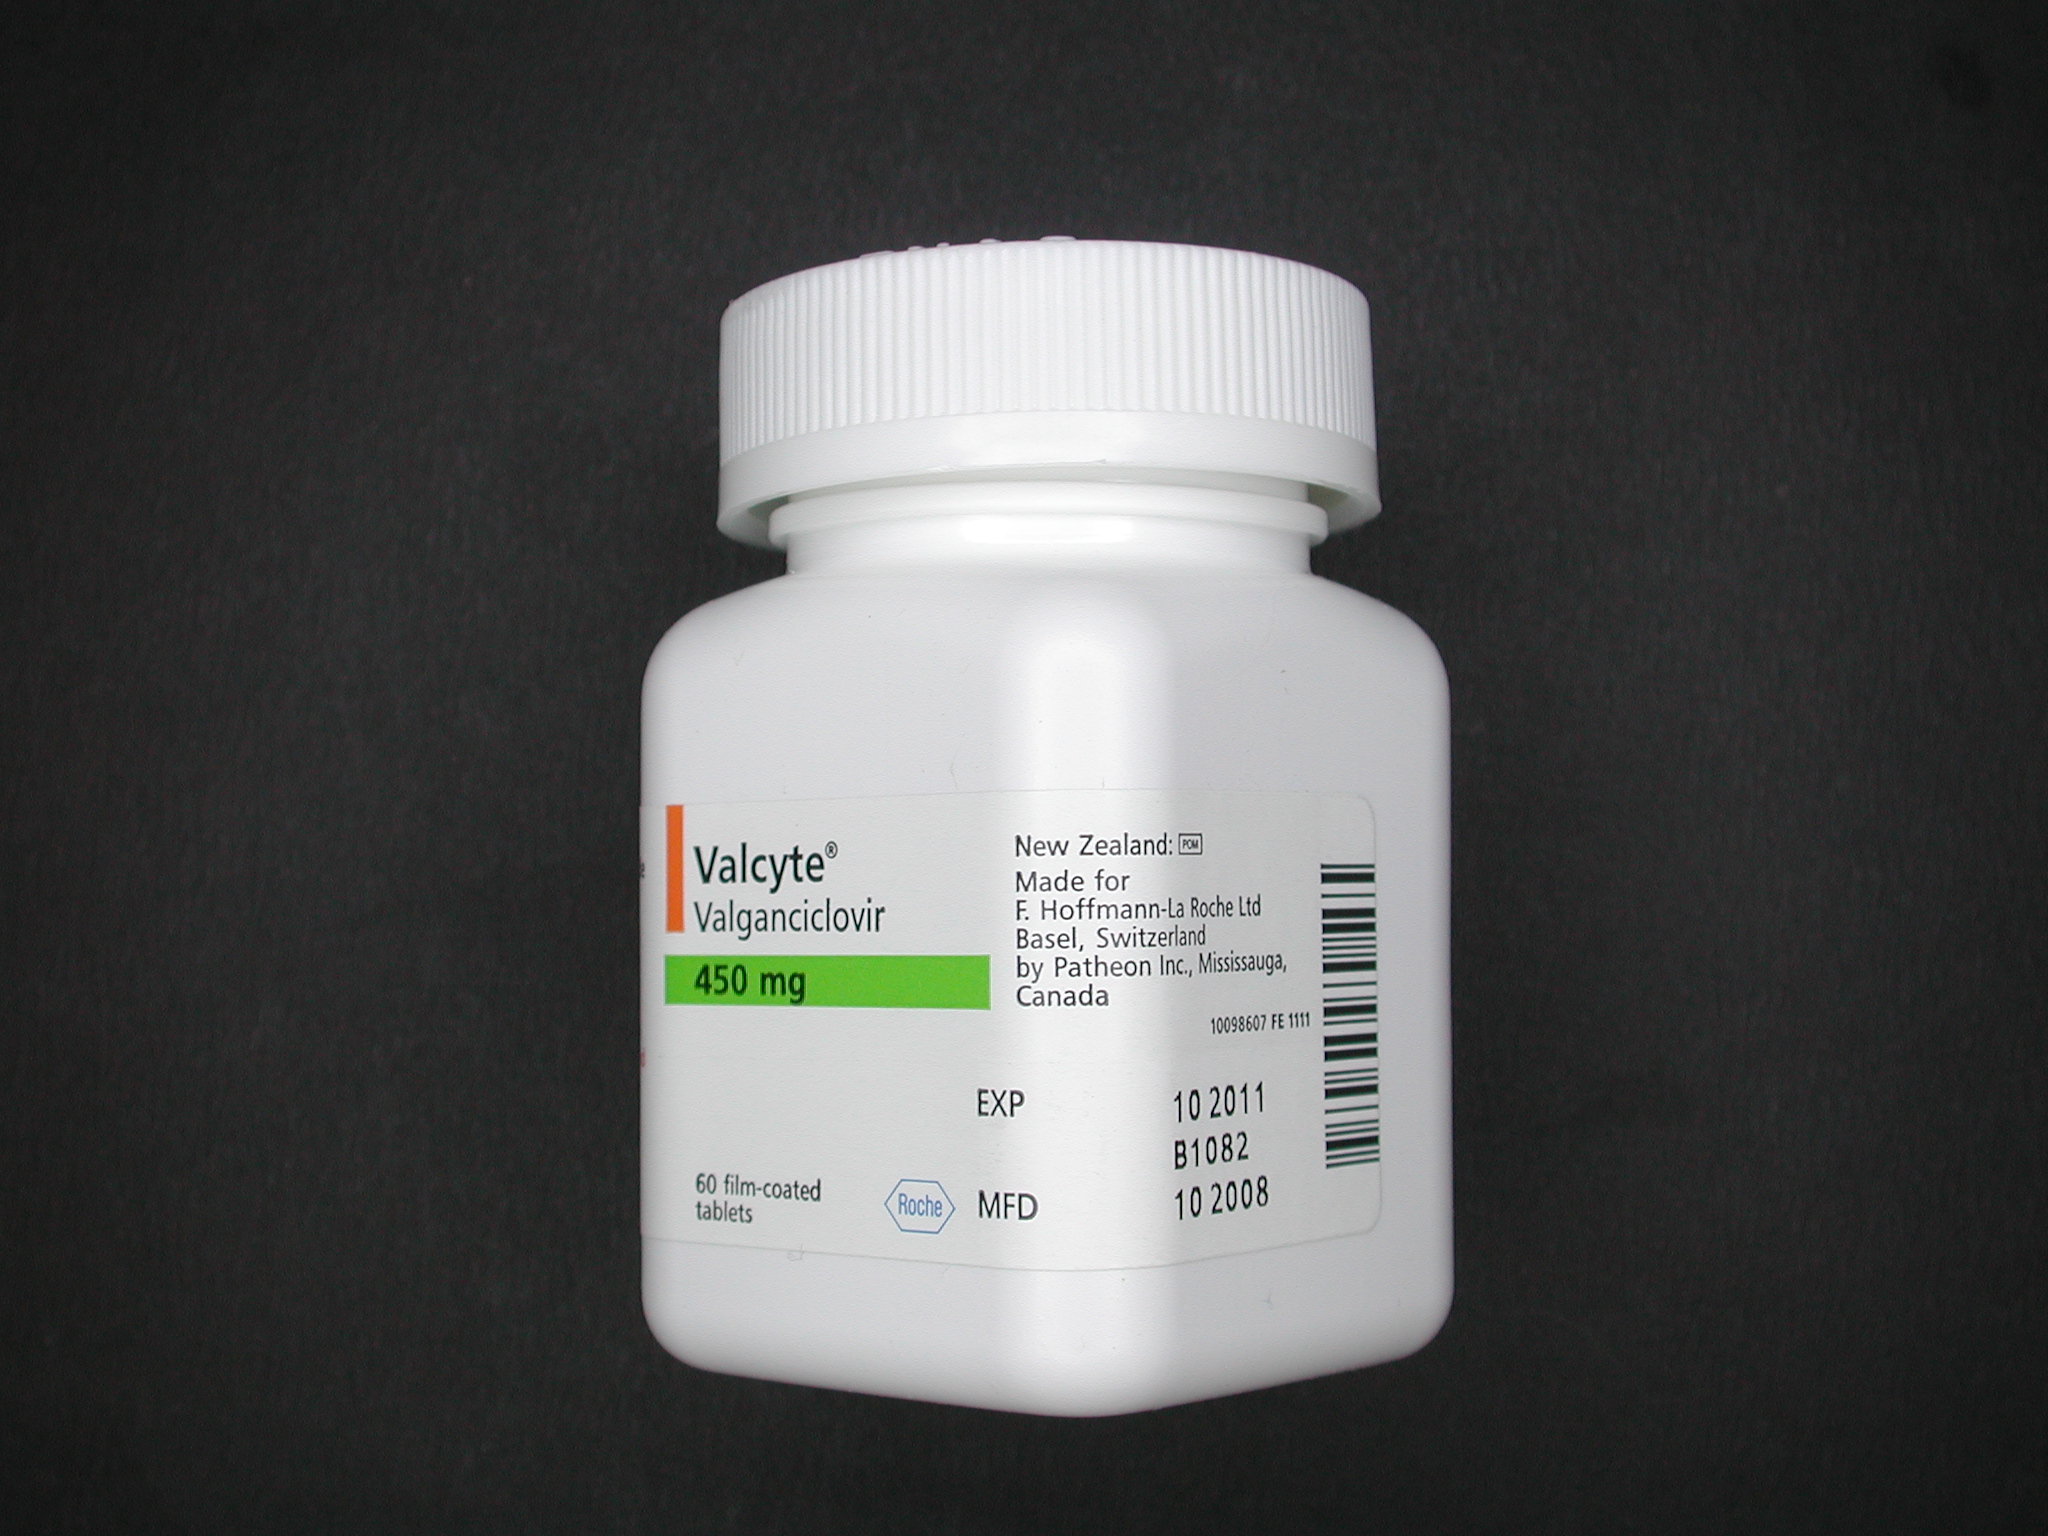 Valcyte®
Valganciclovir
450 mg
60 film-coated
tablets
Roche
New Zealand: POM
Made for
F. Hoffmann-La Roche Ltd
Basel, Switzerland
by Patheon Inc., Mississauga,
Canada
10098607 FE 1111
EXP 10 2011
B1082
MFD 10 2008